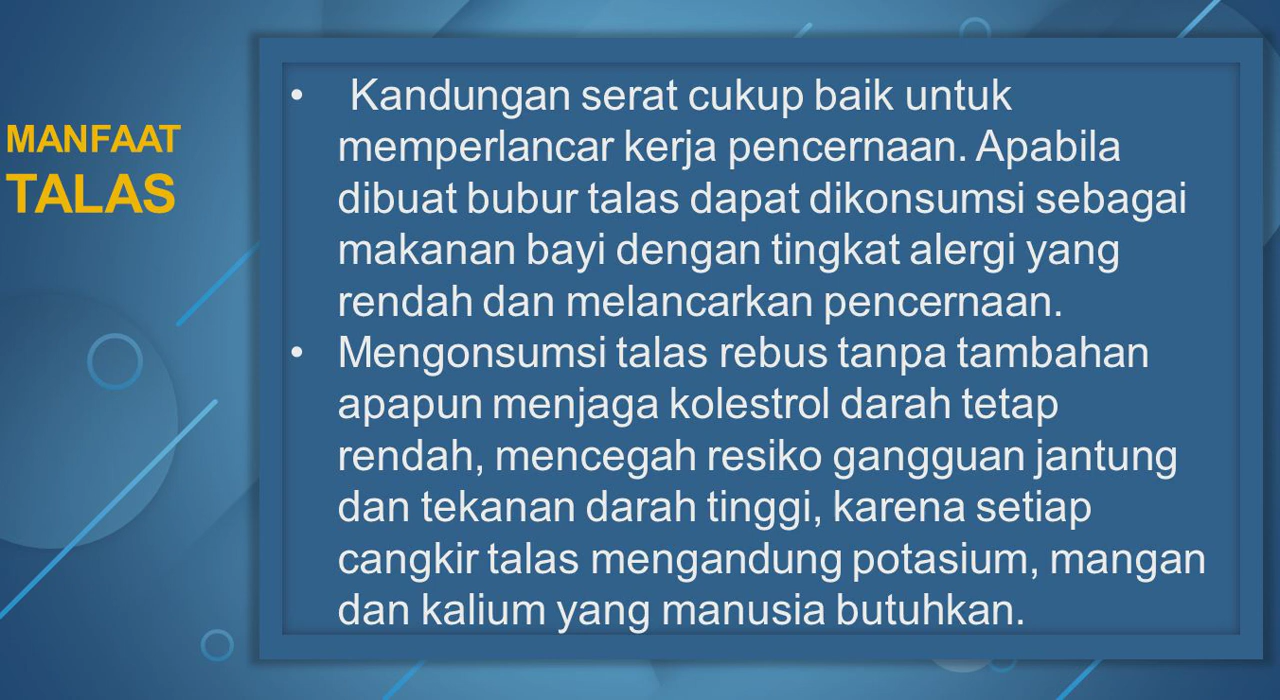 MANFAAT
TALAS
• Kandungan serat cukup baik untuk
memperlancar kerja pencernaan. Apabila
dibuat bubur talas dapat dikonsumsi sebagai
makanan bayi dengan tingkat alergi yang
rendah dan melancarkan pencernaan.
• Mengonsumsi talas rebus tanpa tambahan
apapun menjaga kolestrol darah tetap
rendah, mencegah resiko gangguan jantung
dan tekanan darah tinggi, karena setiap
cangkir talas mengandung potasium, mangan
dan kalium yang manusia butuhkan.